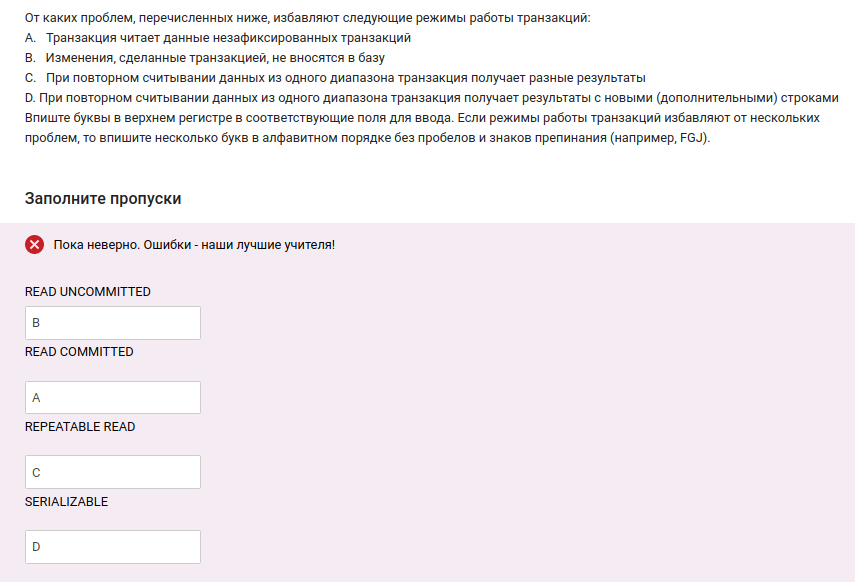 От каких проблем, перечисленных ниже, избавляют следующие режимы работы транзакций:
A. Транзакция читает данные незафиксированных транзакций
B. Изменения, сделанные транзакцией, не вносятся в базу
C. При повторном считывании данных из одного диапазона транзакция получает разные результаты
D. При повторном считывании данных из одного диапазона транзакция получает результаты с новыми (дополнительными) строками
Впиште буквы в верхнем регистре в соответствующие поля для ввода. Если режимы работы транзакций избавляют от нескольких
проблем, то впишите несколько букв в алфавитном порядке без пробелов и знаков препинания (например, FGJ).
Заполните пропуски
Пока неверно. Ошибки - наши лучшие учителя!
READ UNCOMMITTED
B
READ COMMITTED
A
REPEATABLE READ
C
SERIALIZABLE
D